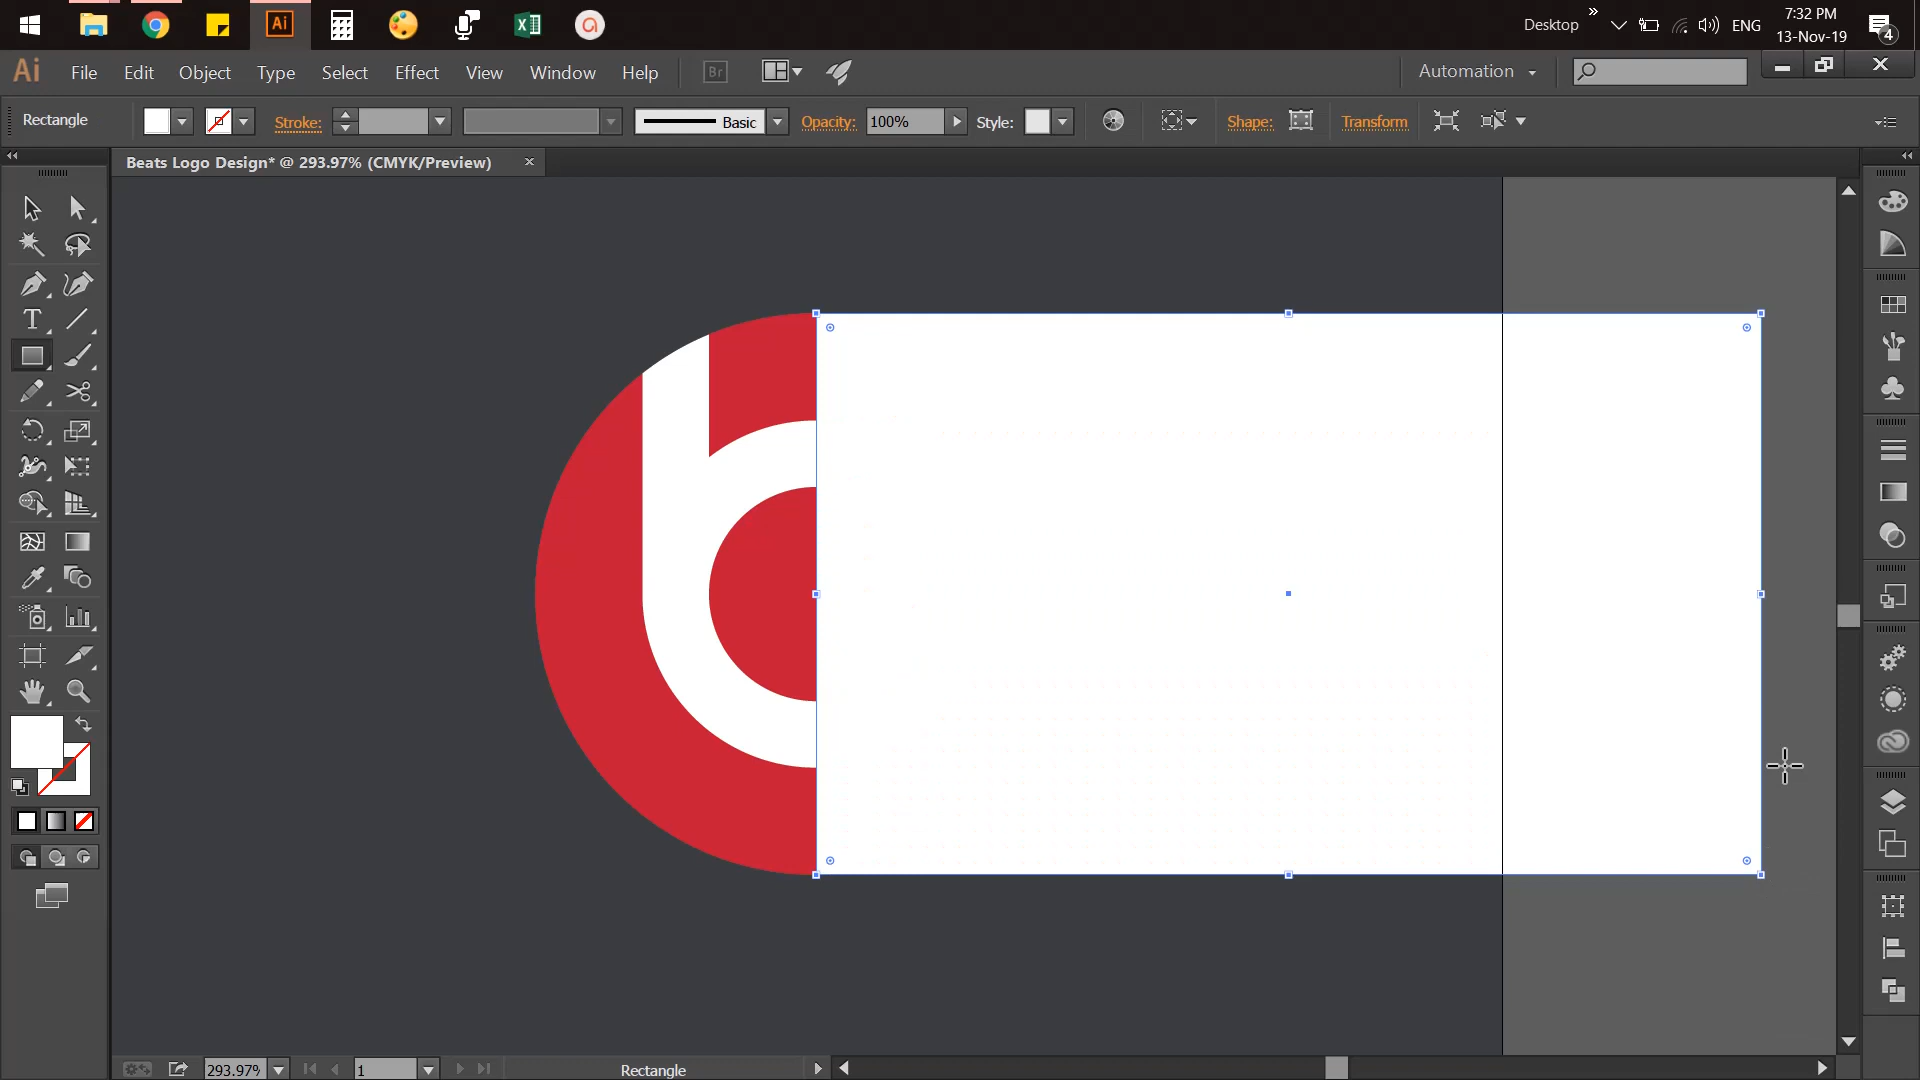 Desktop
»
ENG
7:32 PM
13-Nov-19
4
Ai
Ai
File Edit Object Type Select Effect View Window Help
Br
Automation
Rectangle
Stroke:
Basic
Opacity: 100%
Style:
Shape:
Transform
Beats Logo Design* @ 293.97% (CMYK/Preview)
T
293.97%
1
Rectangle